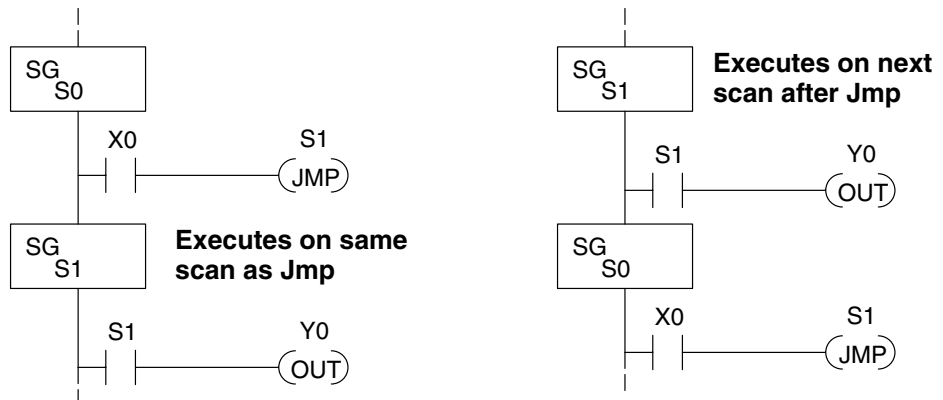 SG
S0
X0
S1
JMP
SG
S1
Executes on same
scan as Jmp
S1
Y0
OUT
SG
S1
Executes on next
scan after Jmp
S1
Y0
OUT
SG
S0
X0
S1
JMP